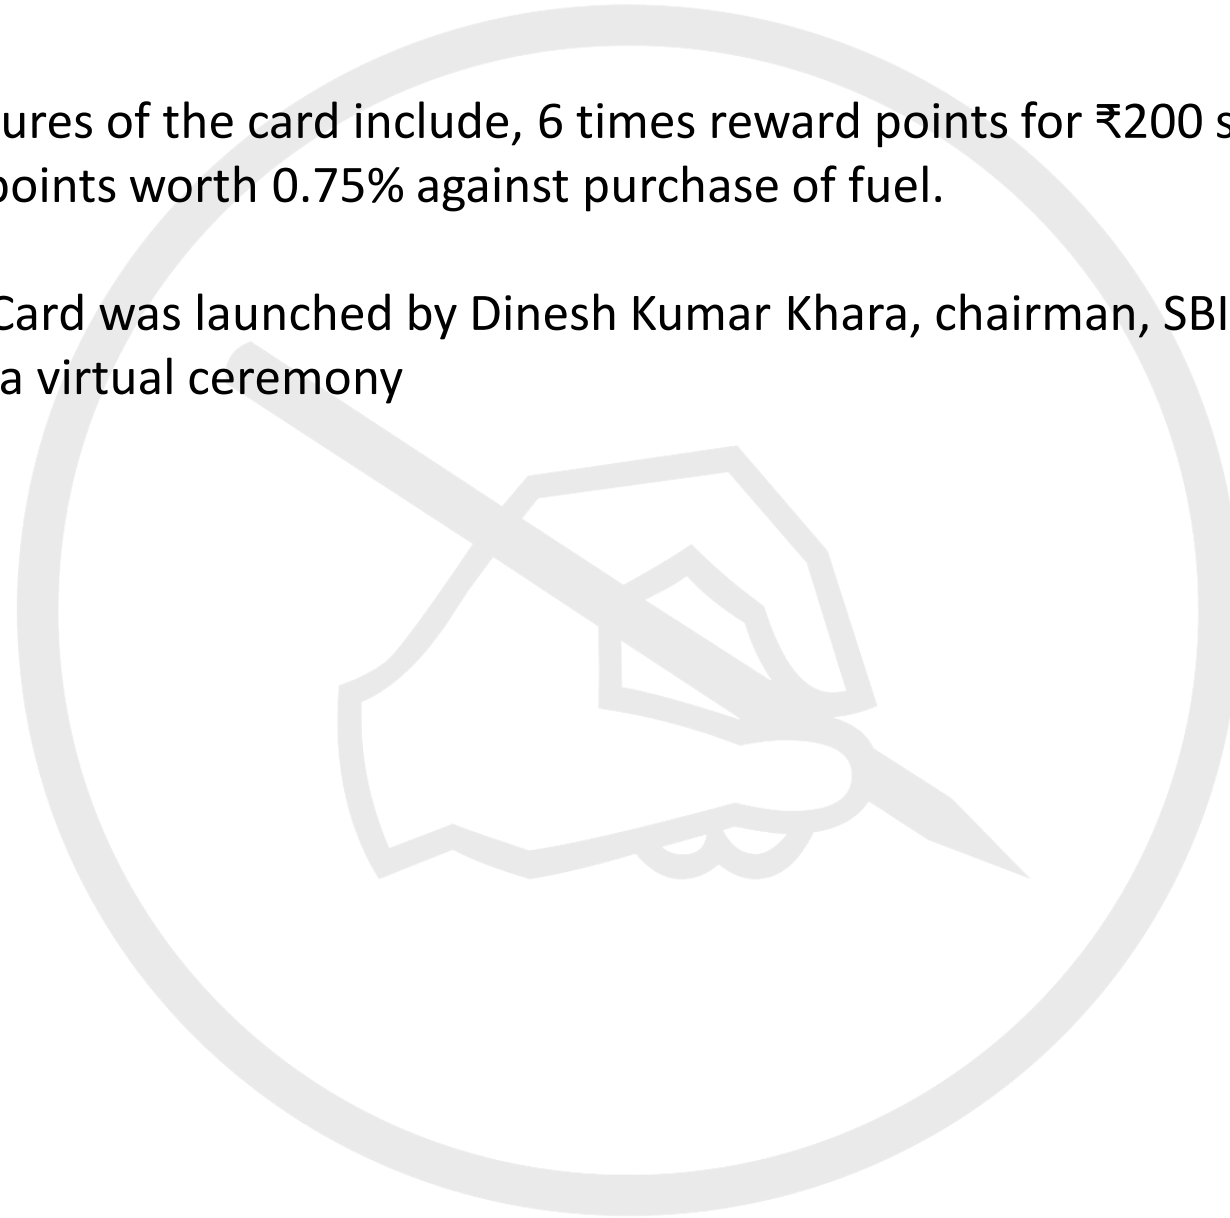 ures of the card include, 6 times reward points for ₹200 s
points worth 0.75% against purchase of fuel.
Card was launched by Dinesh Kumar Khara, chairman, SBI
a virtual ceremony